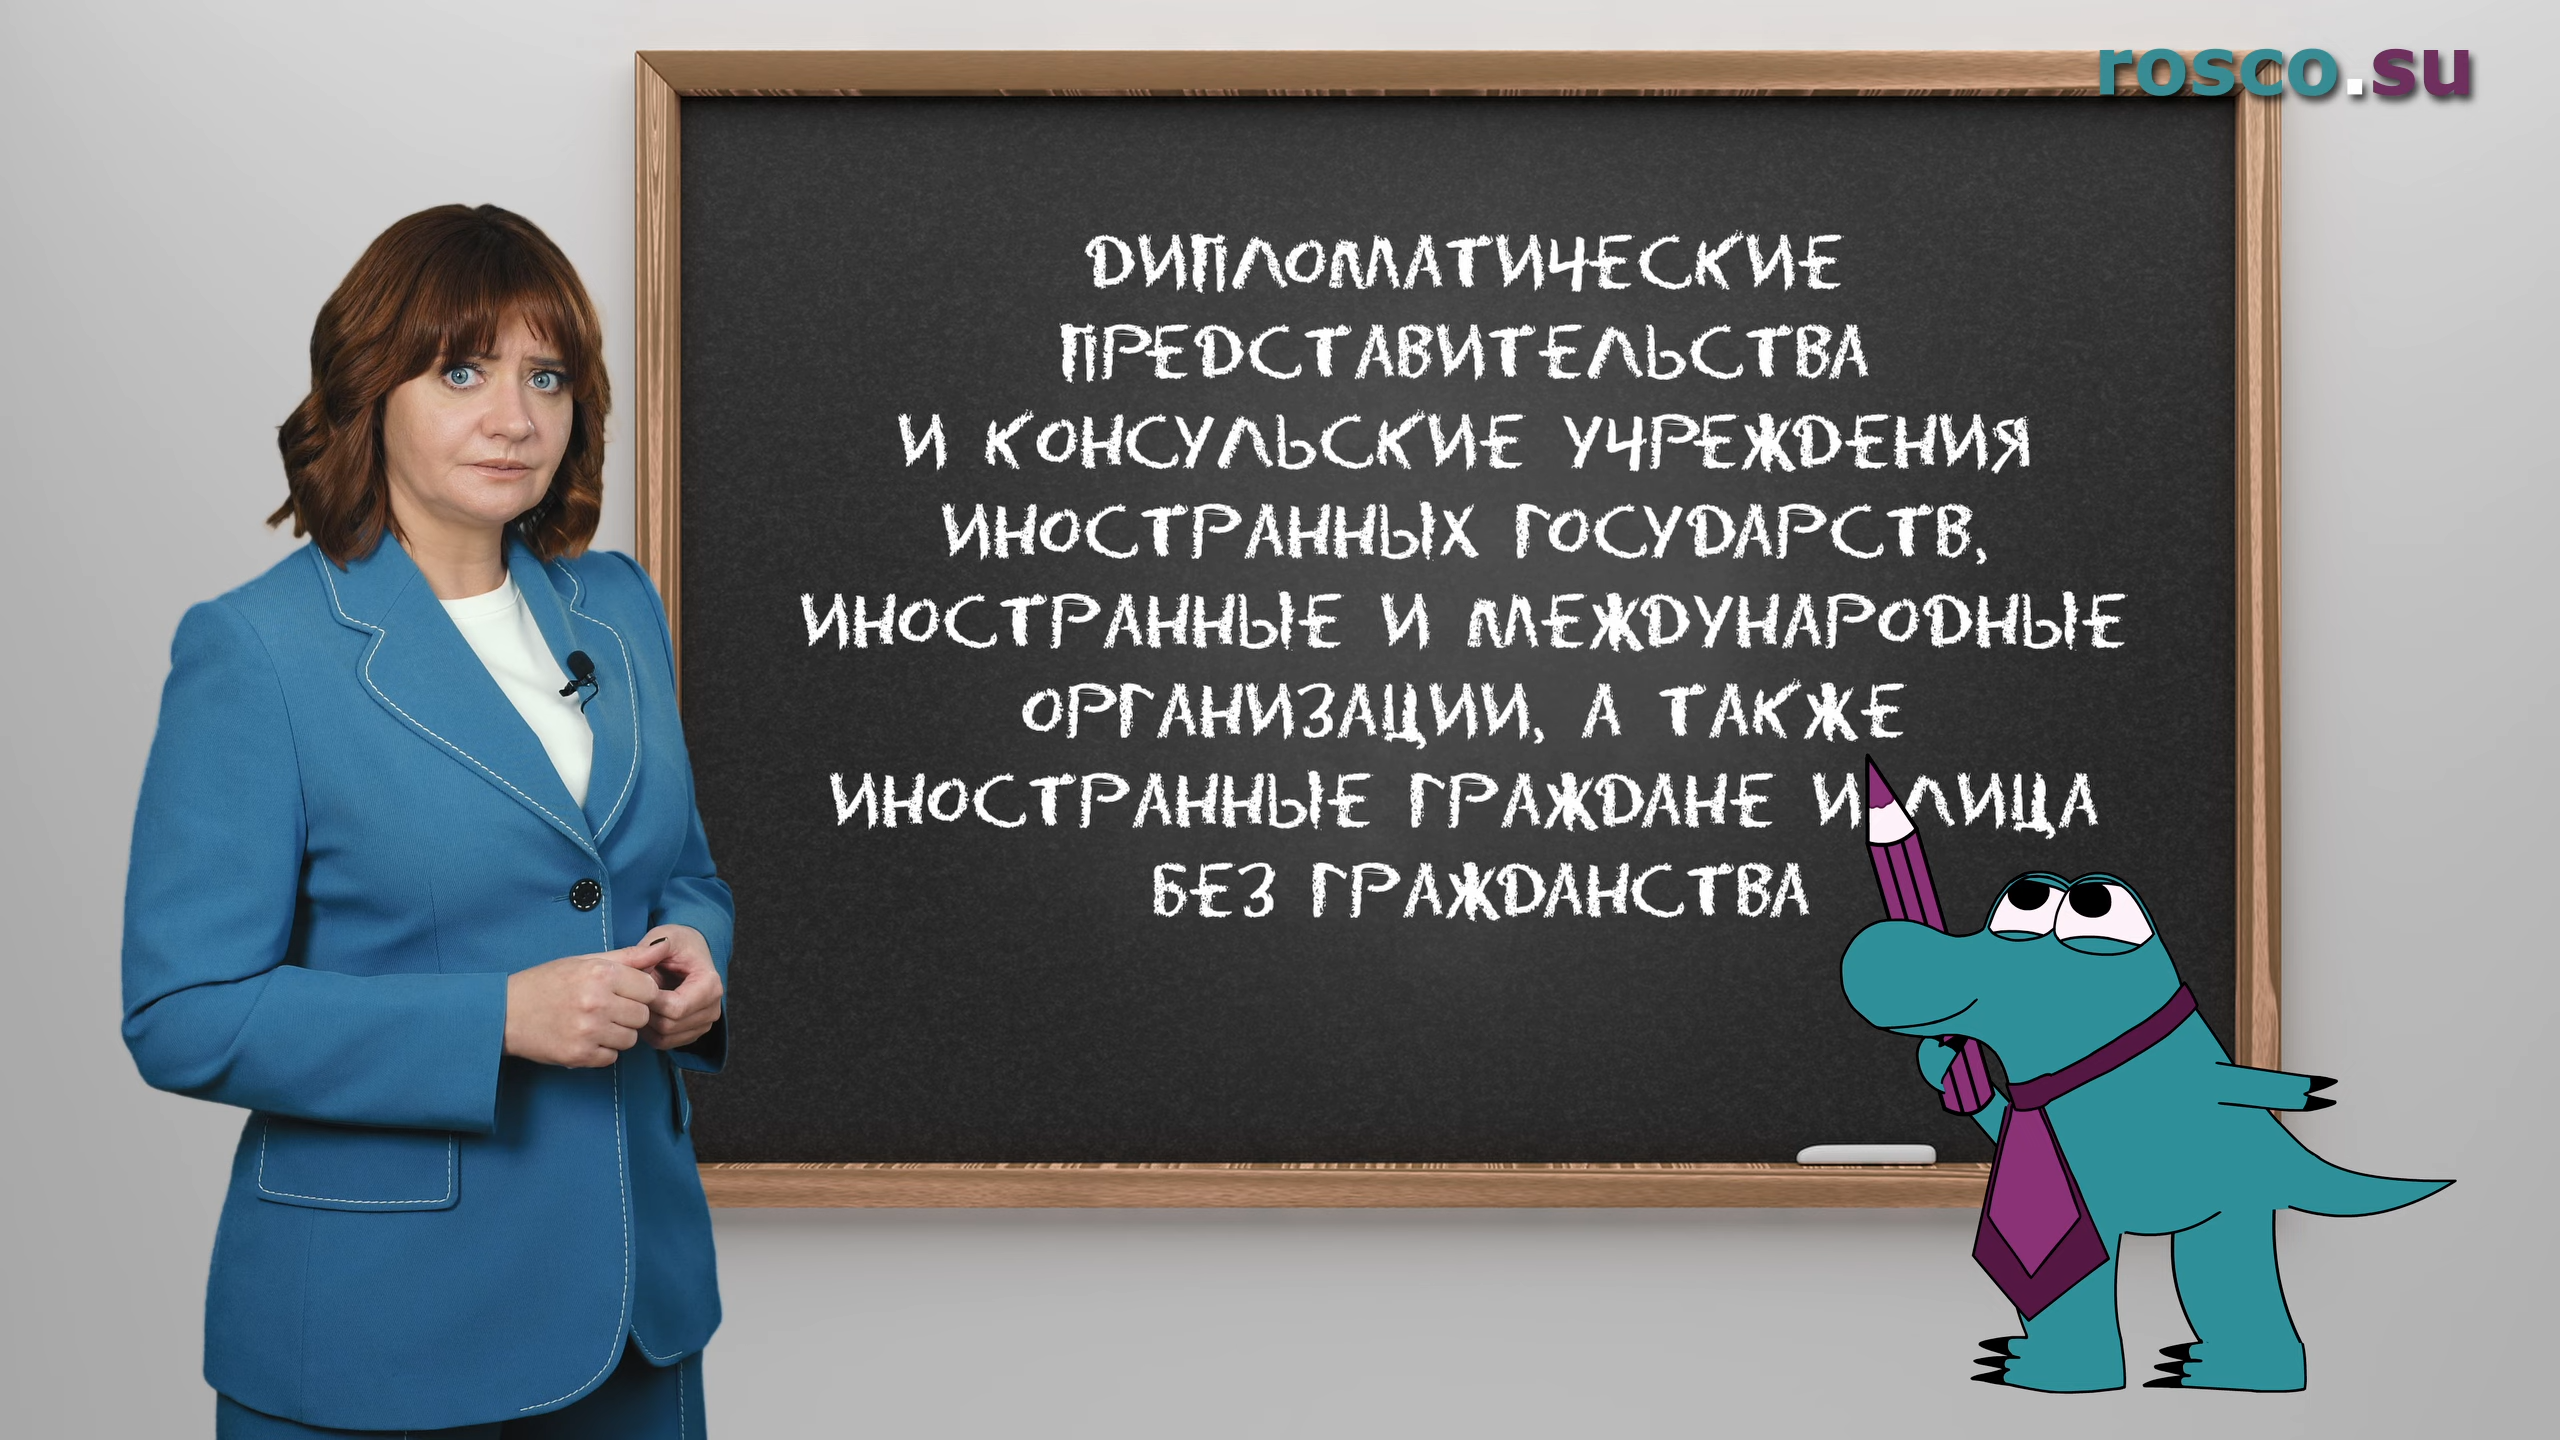 rosco.su
ДИПЛОМАТИЧЕСКИЕ
ПРЕДСТАВИТЕЛЬСТВА
И КОНСУЛЬСКИЕ УЧРЕЖДЕНИЯ
ИНОСТРАННЫХ ГОСУДАРСТВ,
ИНОСТРАННЫЕ И МЕЖДУНАРОДНЫЕ
ОРГАНИЗАЦИИ, А ТАКЖЕ
ИНОСТРАННЫЕ ГРАЖДАНЕ И ЛИЦА
БЕЗ ГРАЖДАНСТВА